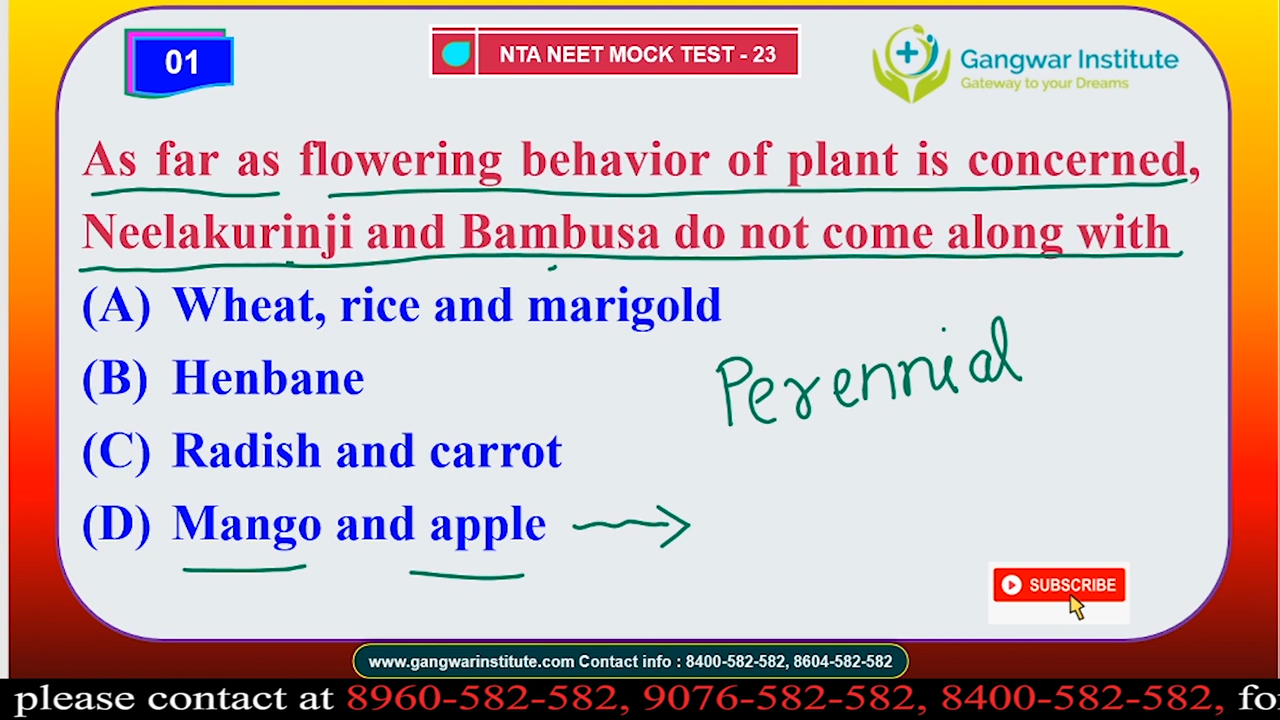 01
NTA NEET MOCK TEST - 23
Gangwar Institute
Gateway to your Dreams
As far as flowering behavior of plant is concerned,
Neelakurinji and Bambusa do not come along with
(A) Wheat, rice and marigold
(B) Henbane
Perennial
(C) Radish and carrot
(D) Mango and apple
SUBSCRIBE
www.gangwarinstitute.com Contact info : 8400-582-582, 8604-582-582
please contact at 8960-582-582, 9076-582-582, 8400-582-582,